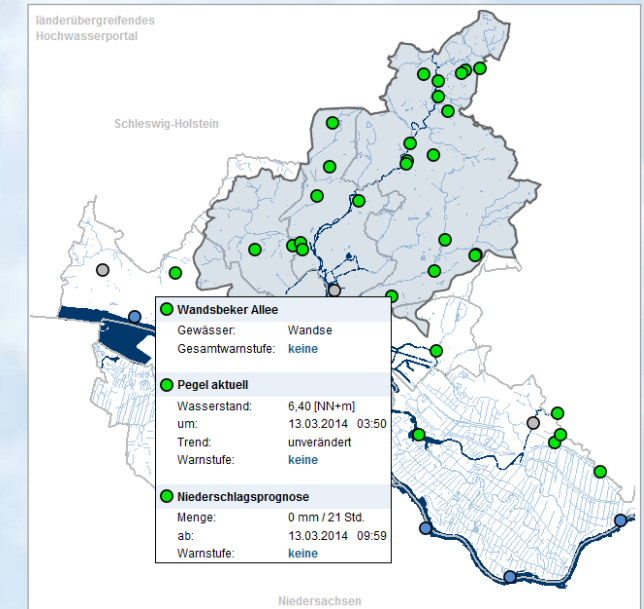 länderübergreifendes
Hochwasserportal
Schleswig-Holstein
Wandsbeker Allee
Gewässer: Wandse
Gesamtwarnstufe: keine
Pegel aktuell
Wasserstand: 6,40 [NN+m]
um: 13.03.2014 03:50
Trend: unverändert
Warnstufe: keine
Niederschlagsprognose
Menge: 0 mm / 21 Std.
ab: 13.03.2014 09:59
Warnstufe: keine
Niedersachsen